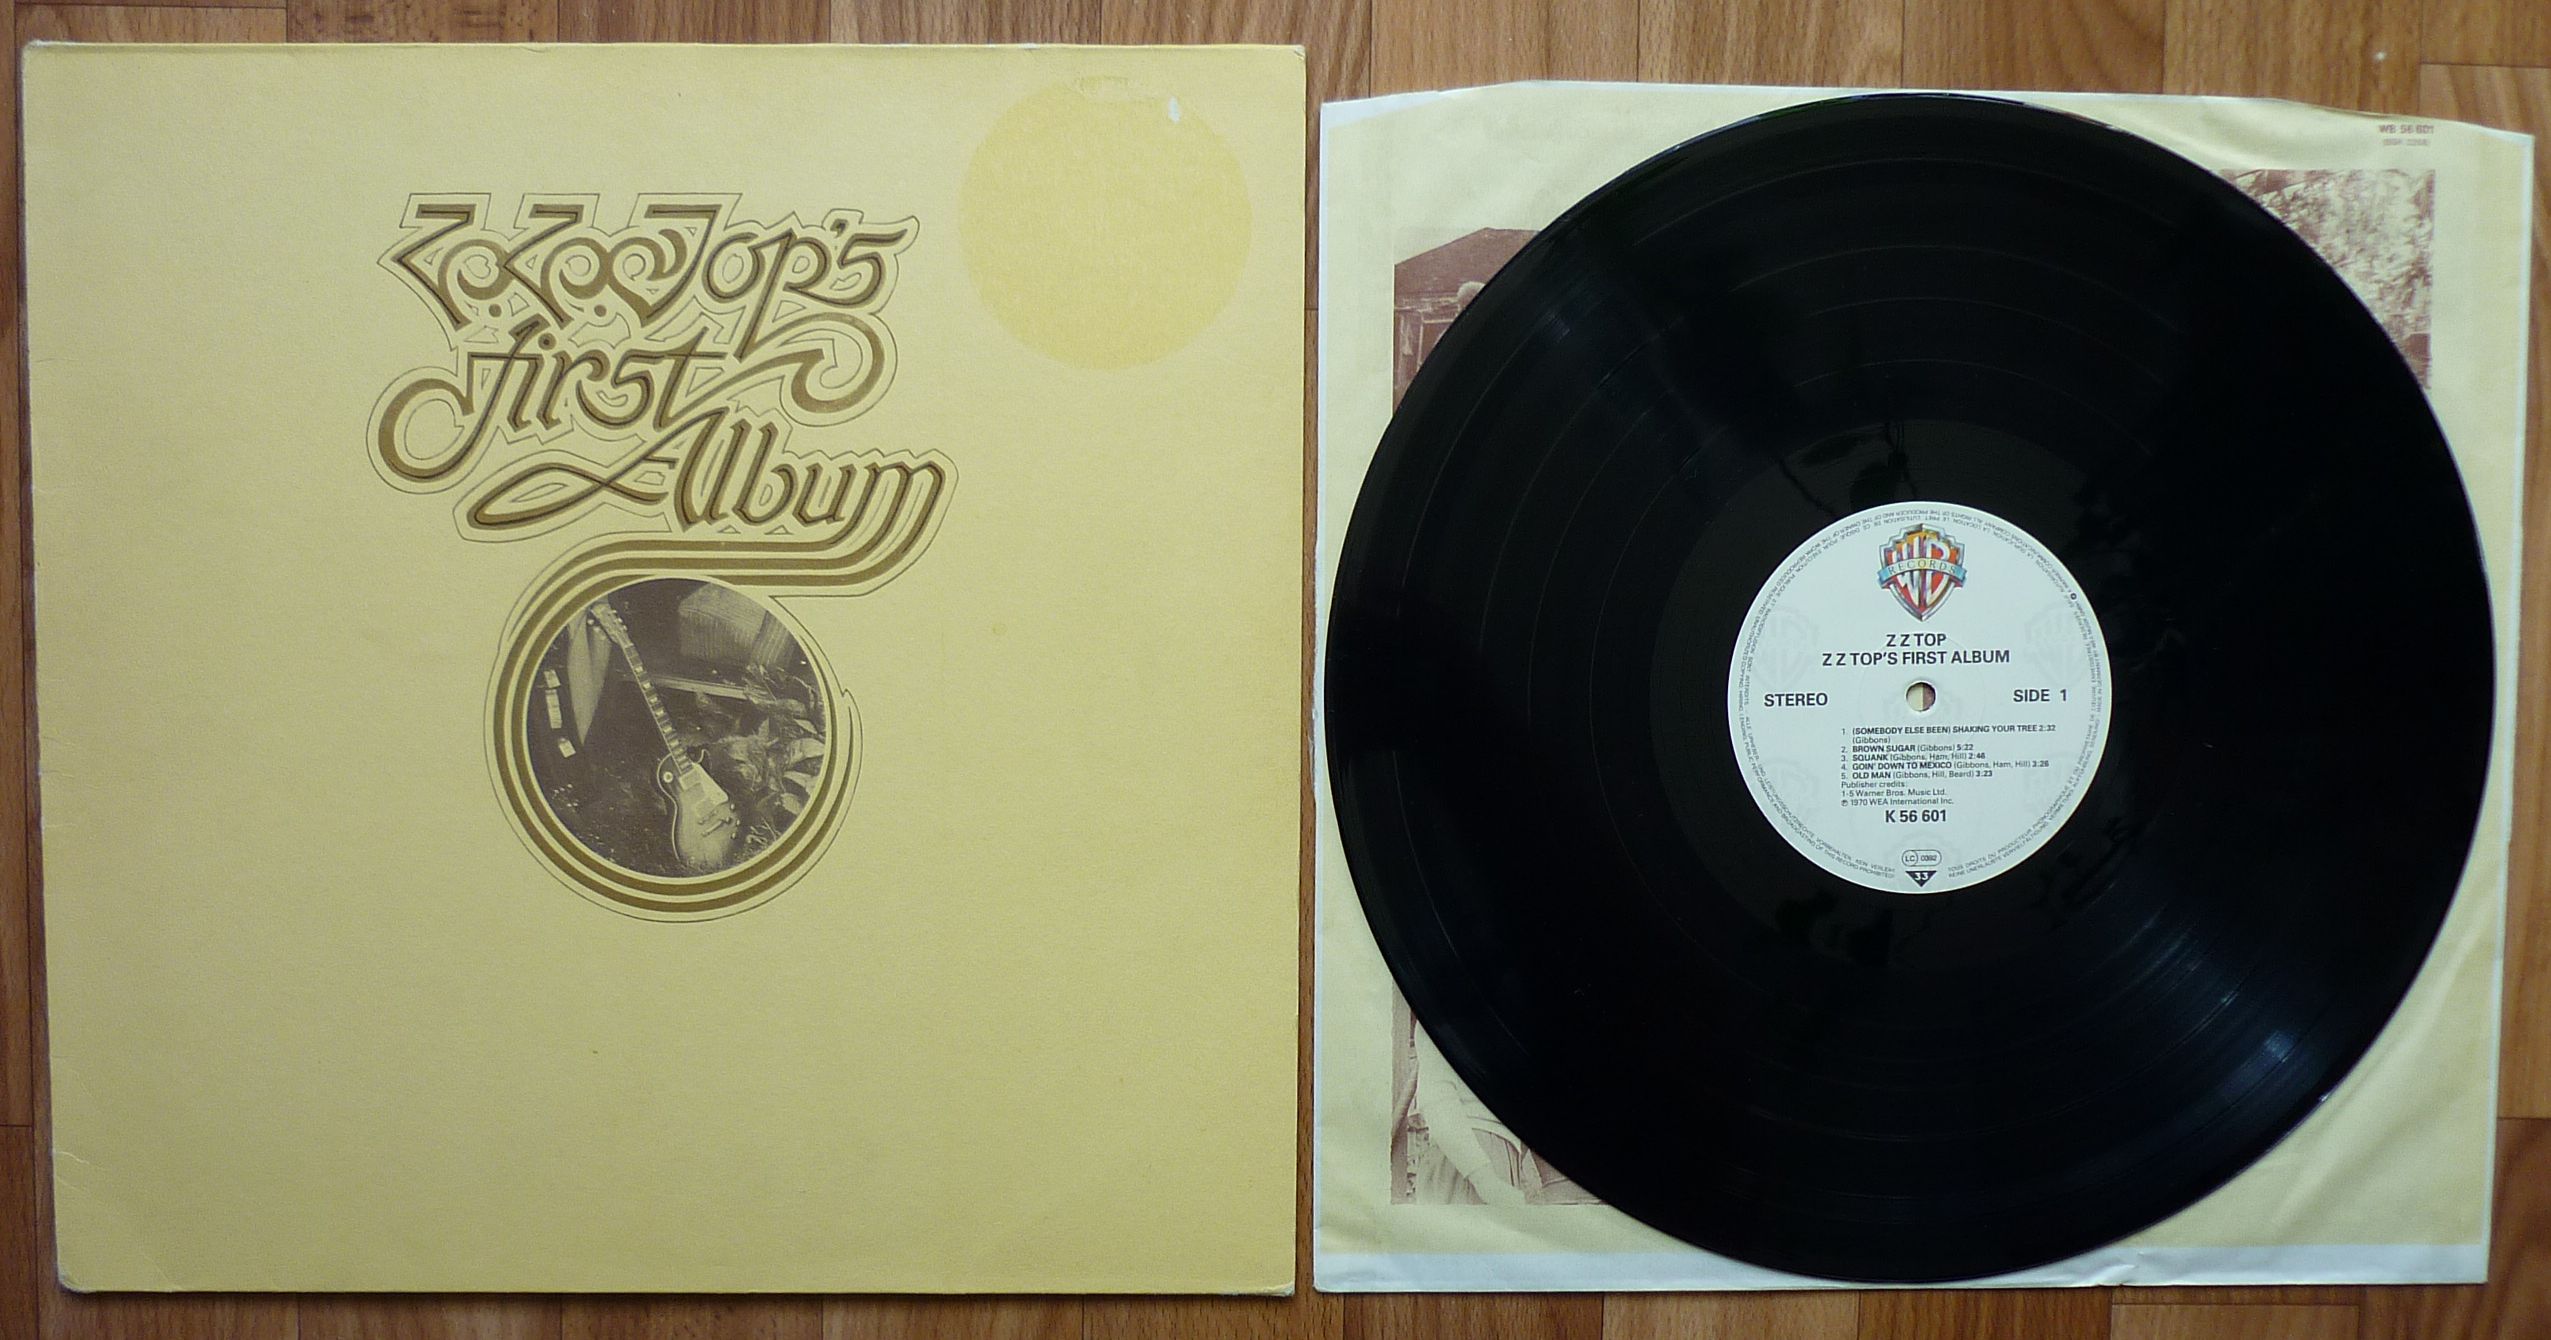 ZZ Top's
first
Album
WB 56 601
W B
RECORDS
Z Z TOP
Z Z TOP'S FIRST ALBUM
STEREO
SIDE 1
1. (SOMEBODY ELSE BEEN) SHAKING YOUR TREE 2:32
(Gibbons)
2. BROWN SUGAR (Gibbons) 5:22
3. SQUANK (Gibbons, Ham, Hill) 2:46
4. GOIN' DOWN TO MEXICO (Gibbons, Ham, Hill) 3:26
5. OLD MAN (Gibbons, Hill, Beard) 3:23
Publisher credits:
1-5 Warner Bros. Music Ltd.
℗ 1970 WEA International Inc.
K 56 601
LC 0392
33